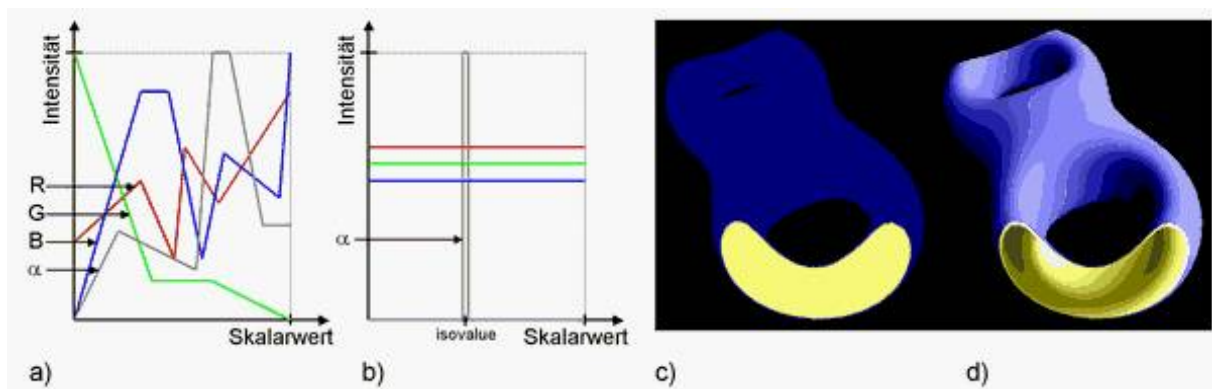 Intensität
R
G
B
α
Skalarwert
a)
Intensität
α
isovalue
Skalarwert
b)
c)
d)